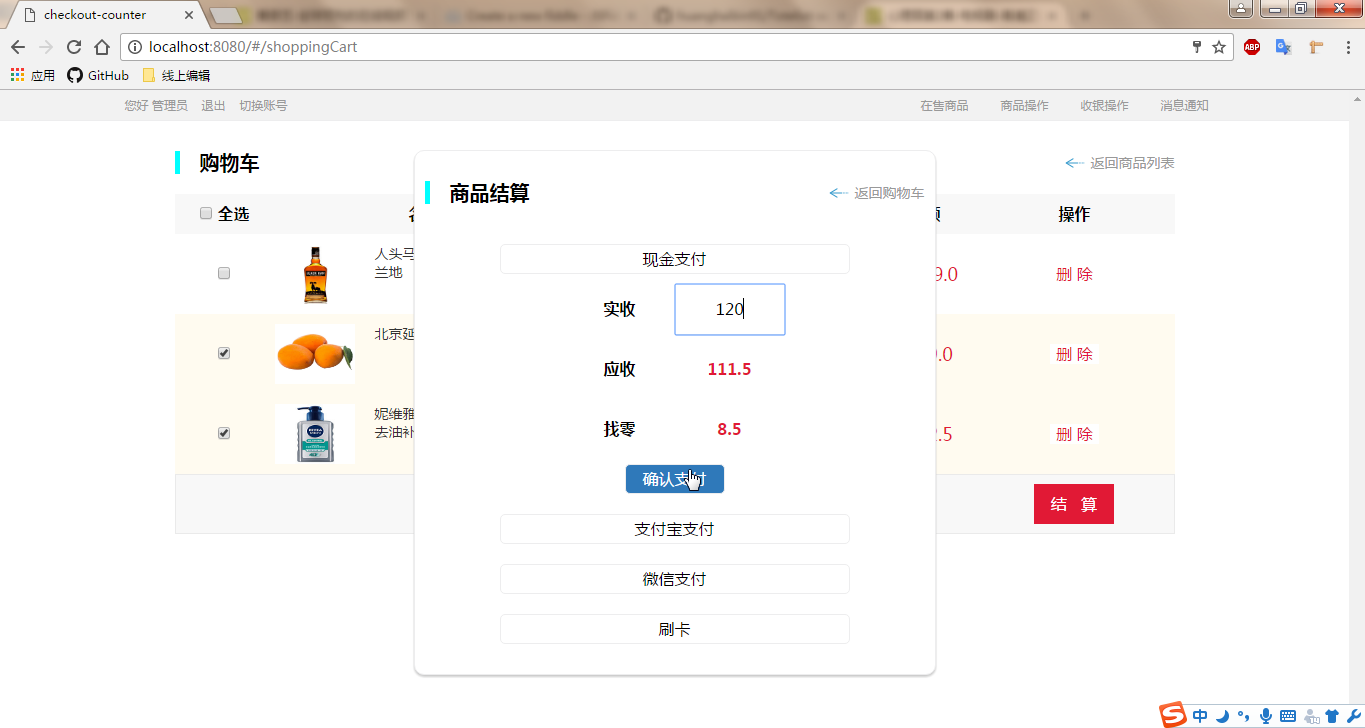 checkout-counter
localhost:8080/#/shoppingCart
ABP
应用 GitHub 线上编辑
您好 管理员 退出 切换账号 在售商品 商品操作 收银操作 消息通知
购物车 返回商品列表
商品结算 返回购物车
全选 操作
现金支付
人头马
兰地
9.0 删 除
实收 120
北京延
.0 删 除
应收 111.5
妮维雅
去油补
.5 删 除
找零 8.5
确认支付
结 算
支付宝支付
微信支付
刷卡
中